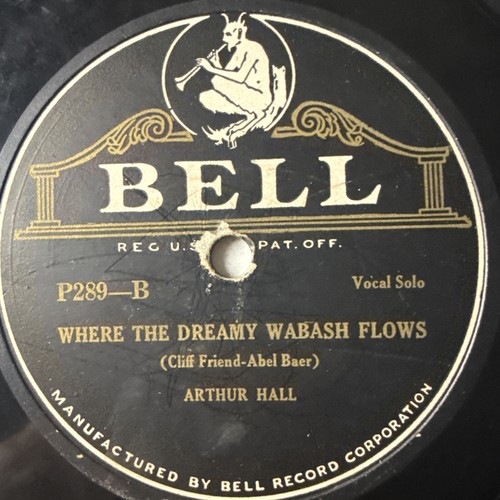 BELL
REG U.S. PAT. OFF.
P289—B
Vocal Solo
WHERE THE DREAMY WABASH FLOWS
(Cliff Friend-Abel Baer)
ARTHUR HALL
MANUFACTURED BY BELL RECORD CORPORATION